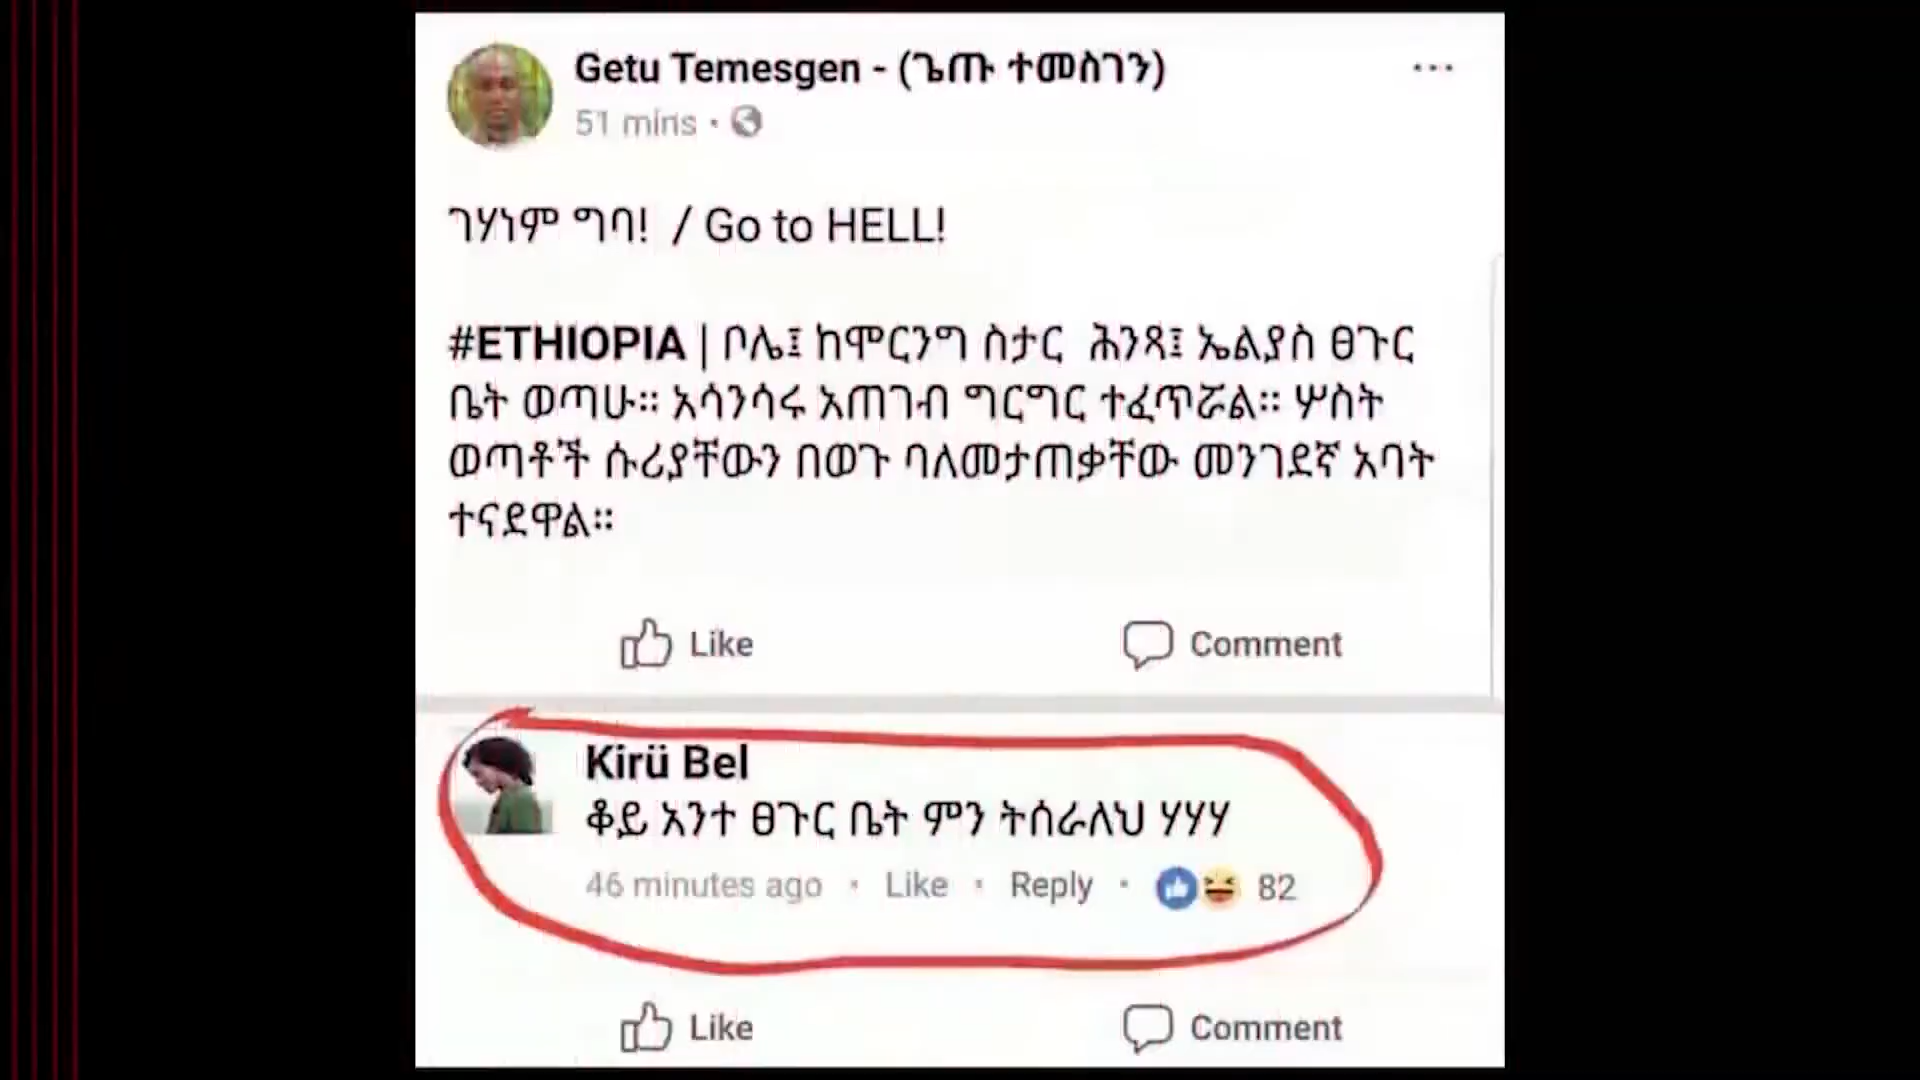 Getu Temesgen - (ጌጡ ተመስገን)
51 mins
ገሃነም ግባ! / Go to HELL!
#ETHIOPIA | ቦሌ፤ ከሞርንግ ስታር ሕንጻ፤ ኤልያስ ፀጉር
ቤት ወጣሁ። አሳንሳሩ አጠገብ ግርግር ተፈጥሯል። ሦስት
ወጣቶች ሱሪያቸውን በወጉ ባለመታጠቃቸው መንገደኛ አባት
ተናደዋል።
Like Comment
Kirü Bel
ቆይ አንተ ፀጉር ቤት ምን ትሰራለህ ሃሃሃ
46 minutes ago · Like · Reply · 82
Like Comment